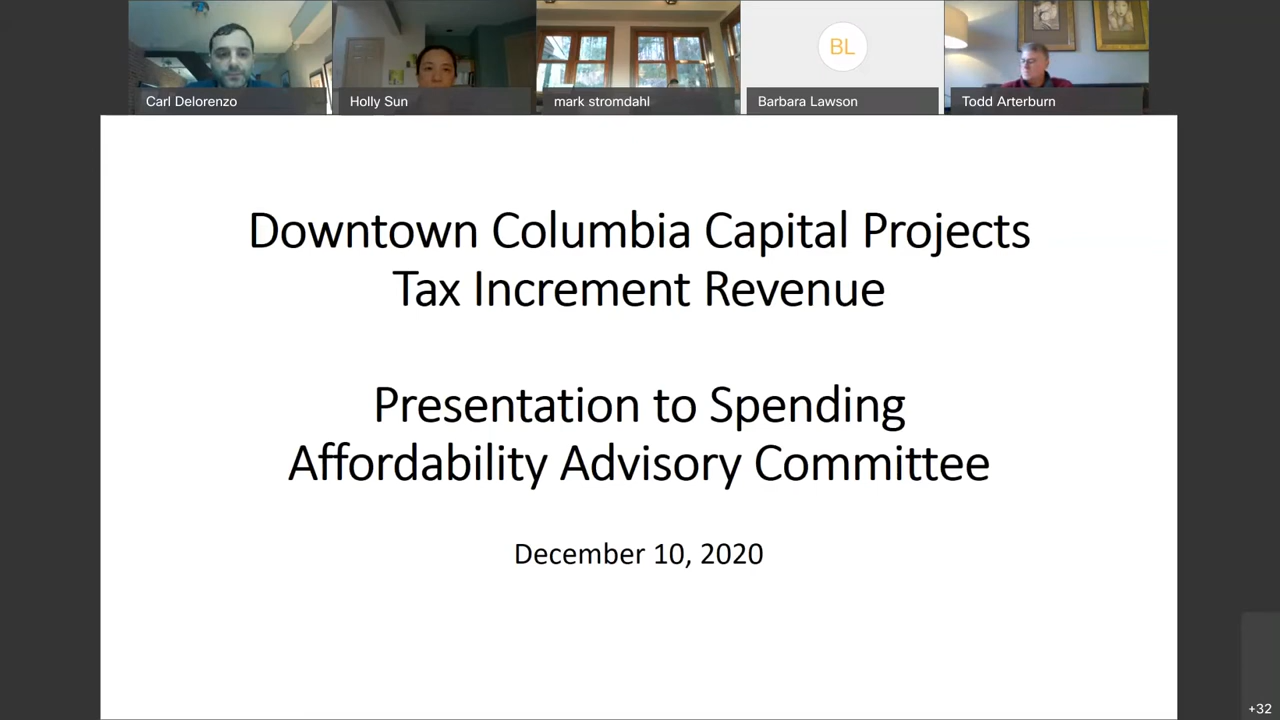 Carl Delorenzo
Holly Sun
mark stromdahl
BL
Barbara Lawson
Todd Arterburn
Downtown Columbia Capital Projects
Tax Increment Revenue
Presentation to Spending
Affordability Advisory Committee
December 10, 2020
+32